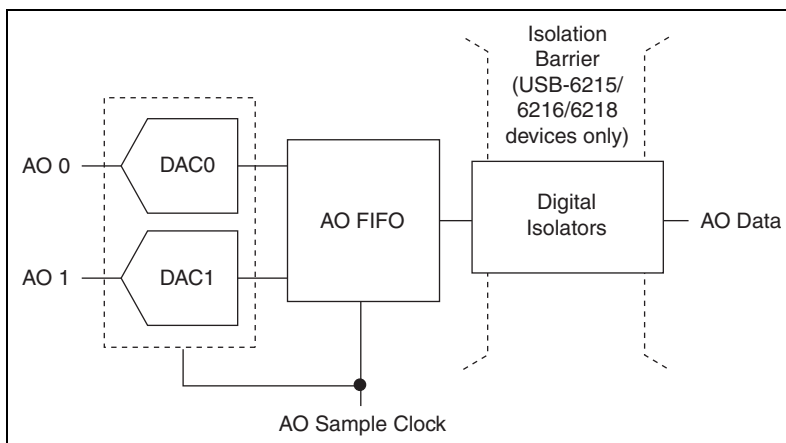 Isolation
Barrier
(USB-6215/
6216/6218
devices only)
AO 0
DAC0
AO FIFO
Digital
Isolators
AO Data
AO 1
DAC1
AO Sample Clock